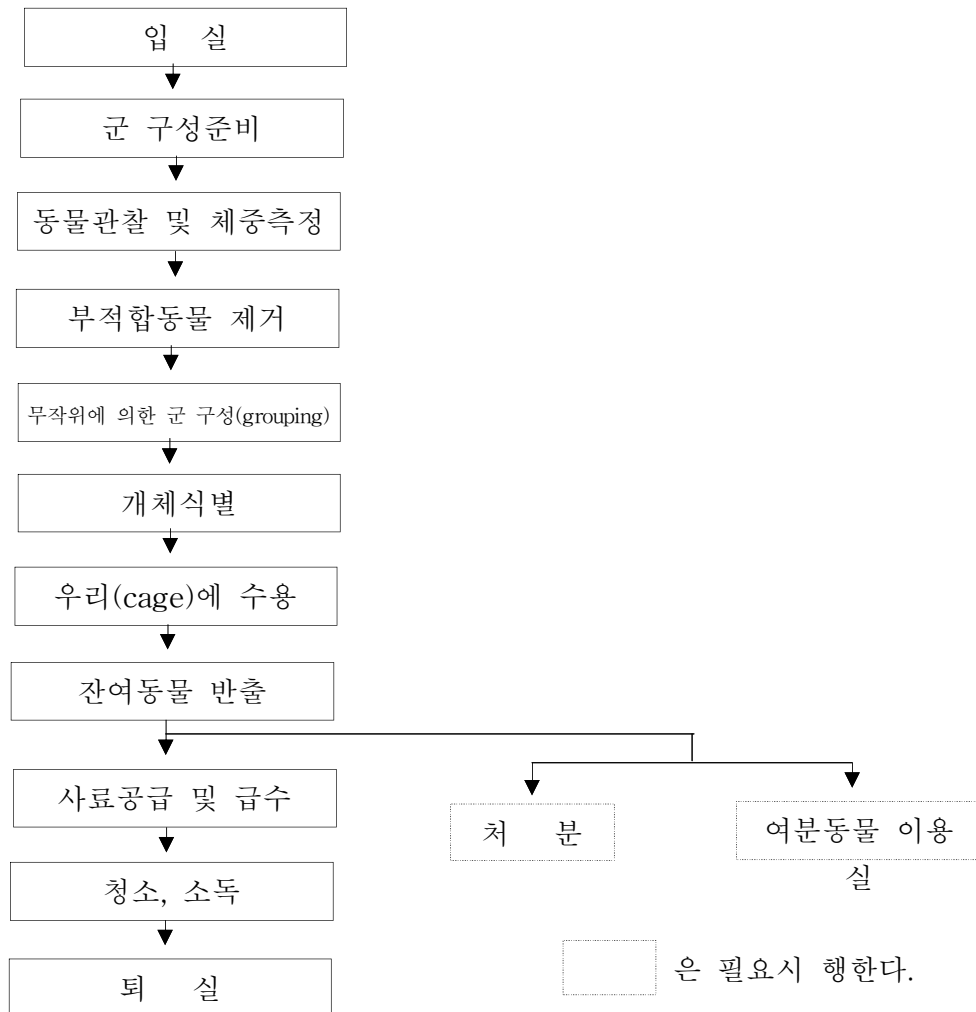 입 실
군 구성준비
동물관찰 및 체중측정
부적합동물 제거
무작위에 의한 군 구성(grouping)
개체식별
우리(cage)에 수용
잔여동물 반출
사료공급 및 급수
처 분
여분동물 이용
실
청소, 소독
은 필요시 행한다.
퇴 실